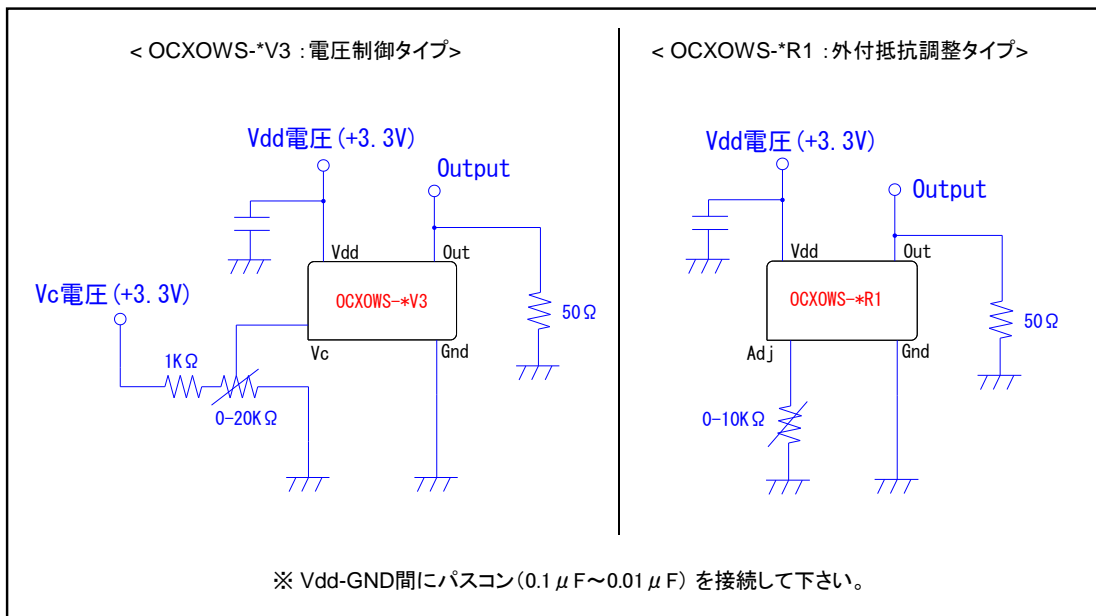 < OCXOWS-*V3 :電圧制御タイプ>
Vdd電圧(+3.3V)
Output
Vdd
Out
Vc電圧(+3.3V)
OCXOWS-*V3
50Ω
Vc
Gnd
1KΩ
0-20KΩ
< OCXOWS-*R1 :外付抵抗調整タイプ>
Vdd電圧(+3.3V)
Output
Vdd
Out
OCXOWS-*R1
50Ω
Adj
Gnd
0-10KΩ
※ Vdd-GND間にパスコン(0.1μF～0.01μF) を接続して下さい。